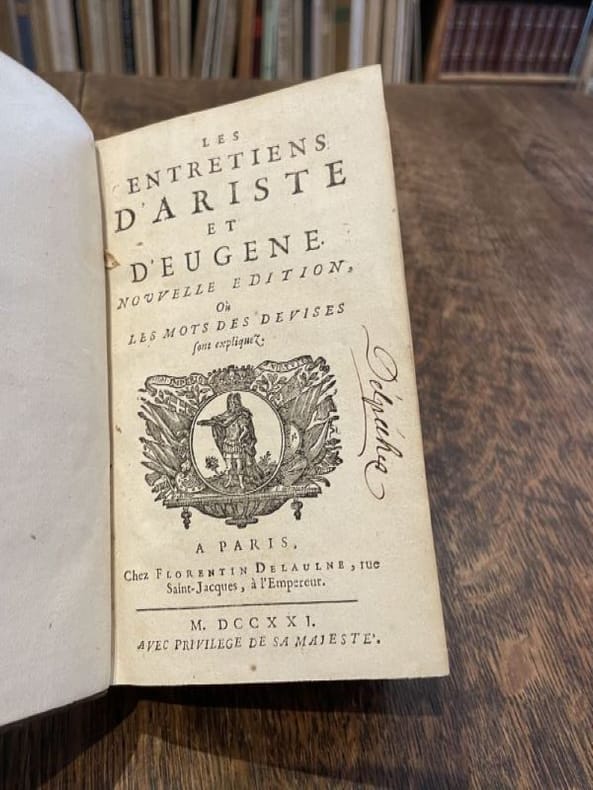 LES
ENTRETIENS
D'ARISTE
ET
D'EUGENE.
NOUVELLE EDITION,
Où
LES MOTS DES DEVISES
sont expliquez.
A PARIS,
Chez FLORENTIN DELAULNE, rue
Saint-Jacques, à l'Empereur.
M. DCCXXI.
AVEC PRIVILEGE DE SA MAJESTE'.